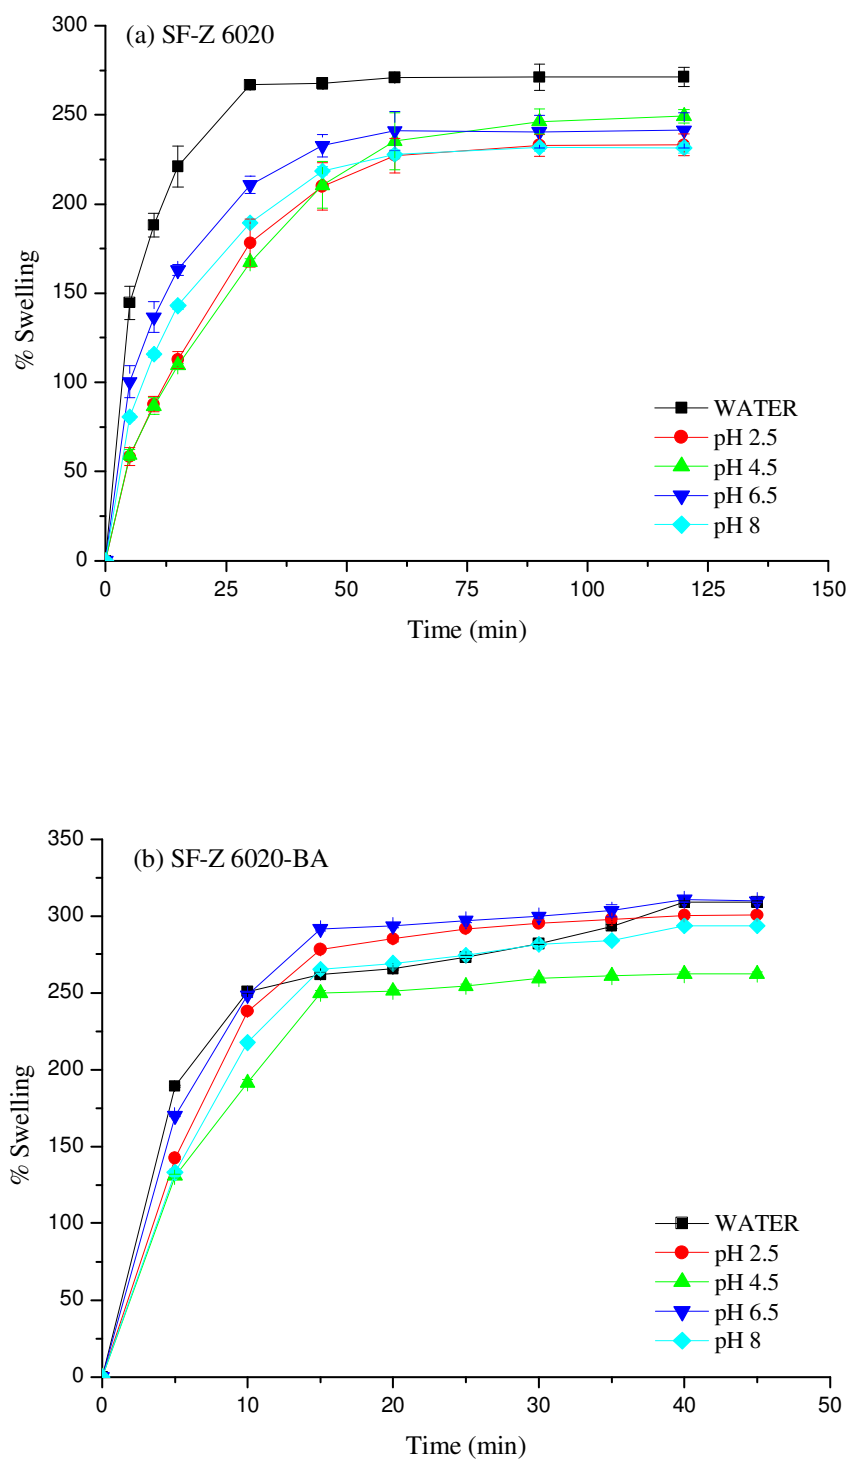 (a) SF-Z 6020
300
250
200
150
100
50
0
% Swelling
WATER
pH 2.5
pH 4.5
pH 6.5
pH 8
0 25 50 75 100 125 150
Time (min)
(b) SF-Z 6020-BA
350
300
250
200
150
100
50
0
% Swelling
WATER
pH 2.5
pH 4.5
pH 6.5
pH 8
0 10 20 30 40 50
Time (min)